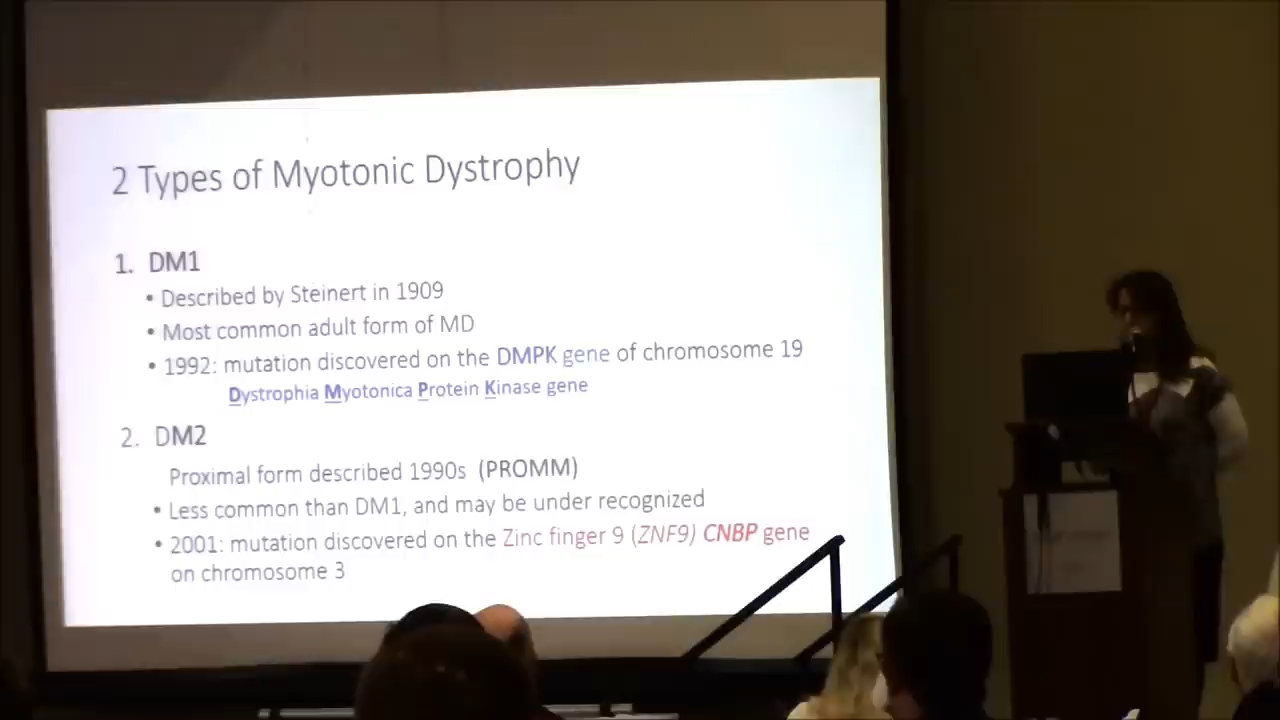 2 Types of Myotonic Dystrophy
1. DM1
• Described by Steinert in 1909
• Most common adult form of MD
• 1992: mutation discovered on the DMPK gene of chromosome 19
Dystrophia Myotonica Protein Kinase gene
2. DM2
Proximal form described 1990s (PROMM)
• Less common than DM1, and may be under recognized
• 2001: mutation discovered on the Zinc finger 9 (ZNF9) CNBP gene
on chromosome 3